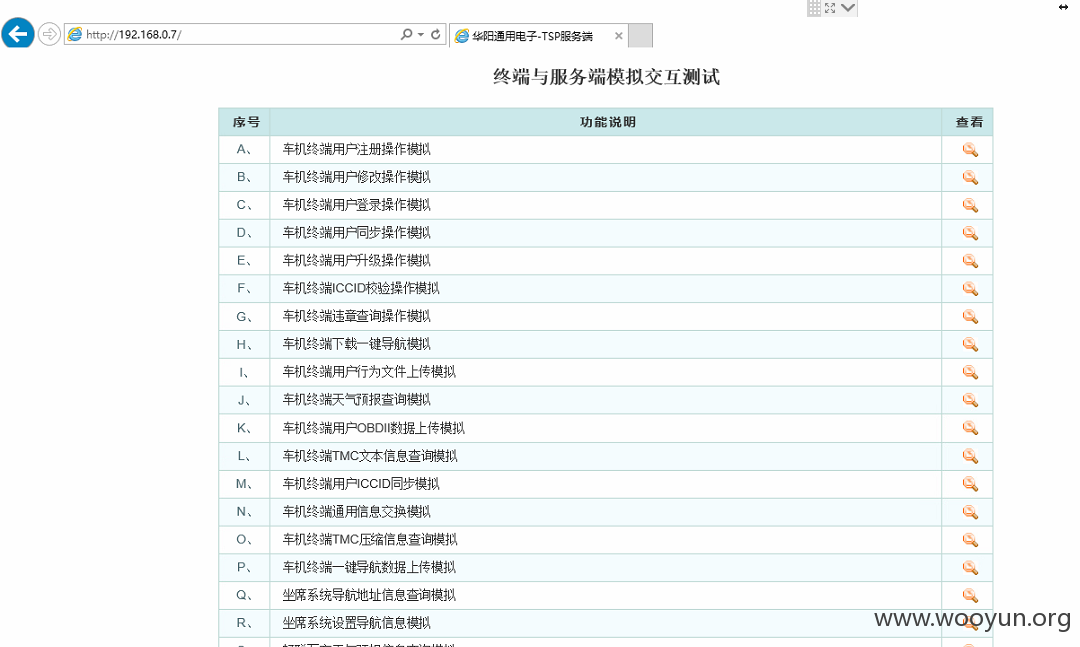 http://192.168.0.7/
华阳通用电子-TSP服务端
终端与服务端模拟交互测试
序号 功能说明 查看
A、 车机终端用户注册操作模拟
B、 车机终端用户修改操作模拟
C、 车机终端用户登录操作模拟
D、 车机终端用户同步操作模拟
E、 车机终端用户升级操作模拟
F、 车机终端ICCID校验操作模拟
G、 车机终端违章查询操作模拟
H、 车机终端下载一键导航模拟
I、 车机终端用户行为文件上传模拟
J、 车机终端天气预报查询模拟
K、 车机终端用户OBDII数据上传模拟
L、 车机终端TMC文本信息查询模拟
M、 车机终端用户ICCID同步模拟
N、 车机终端通用信息交换模拟
O、 车机终端TMC压缩信息查询模拟
P、 车机终端一键导航数据上传模拟
Q、 坐席系统导航地址信息查询模拟
R、 坐席系统设置导航信息模拟
www.wooyun.org